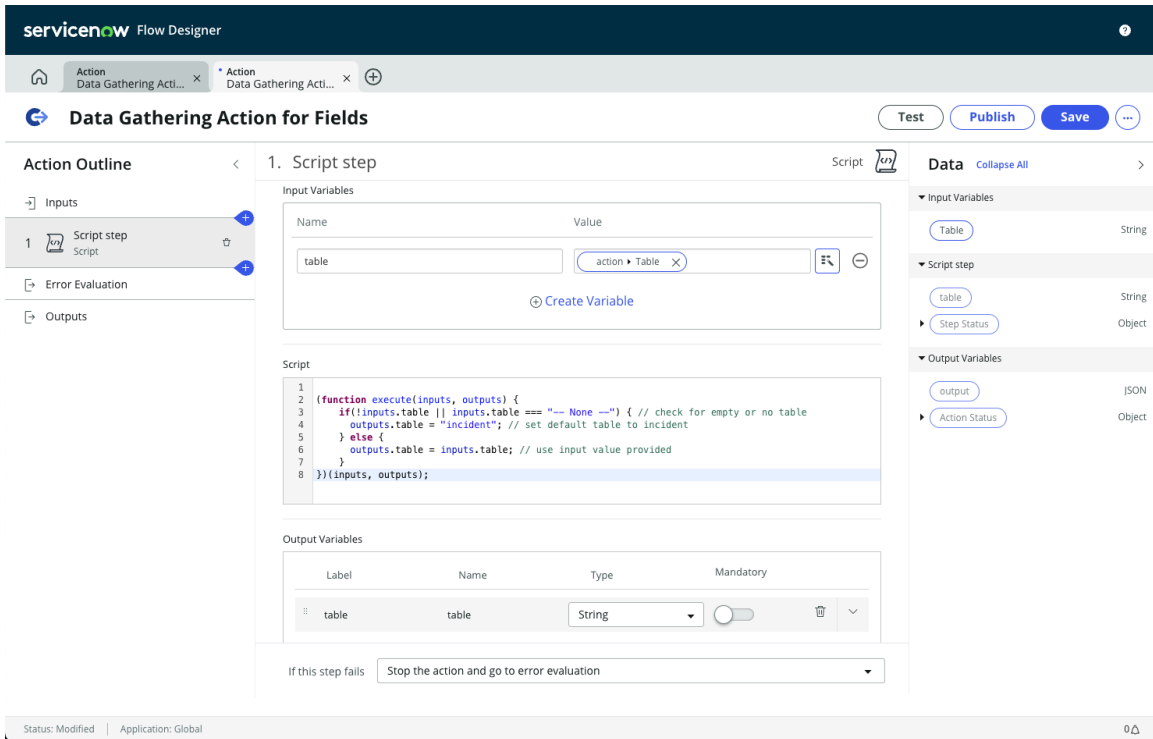 servicenow Flow Designer
Action
Data Gathering Acti...
* Action
Data Gathering Acti...
Data Gathering Action for Fields
Test
Publish
Save
Action Outline
Inputs
1
Script step
Script
Error Evaluation
Outputs
1. Script step
Script
Input Variables
Name Value
table action ▸ Table
Create Variable
Script
1
2 (function execute(inputs, outputs) {
3 if(!inputs.table || inputs.table === "-- None --") { // check for empty or no table
4 outputs.table = "incident"; // set default table to incident
5 } else {
6 outputs.table = inputs.table; // use input value provided
7 }
8 })(inputs, outputs);
Output Variables
Label Name Type Mandatory
table table String
If this step fails Stop the action and go to error evaluation
Data Collapse All
Input Variables
Table String
Script step
table String
Step Status Object
Output Variables
output JSON
Action Status Object
Status: Modified | Application: Global
0